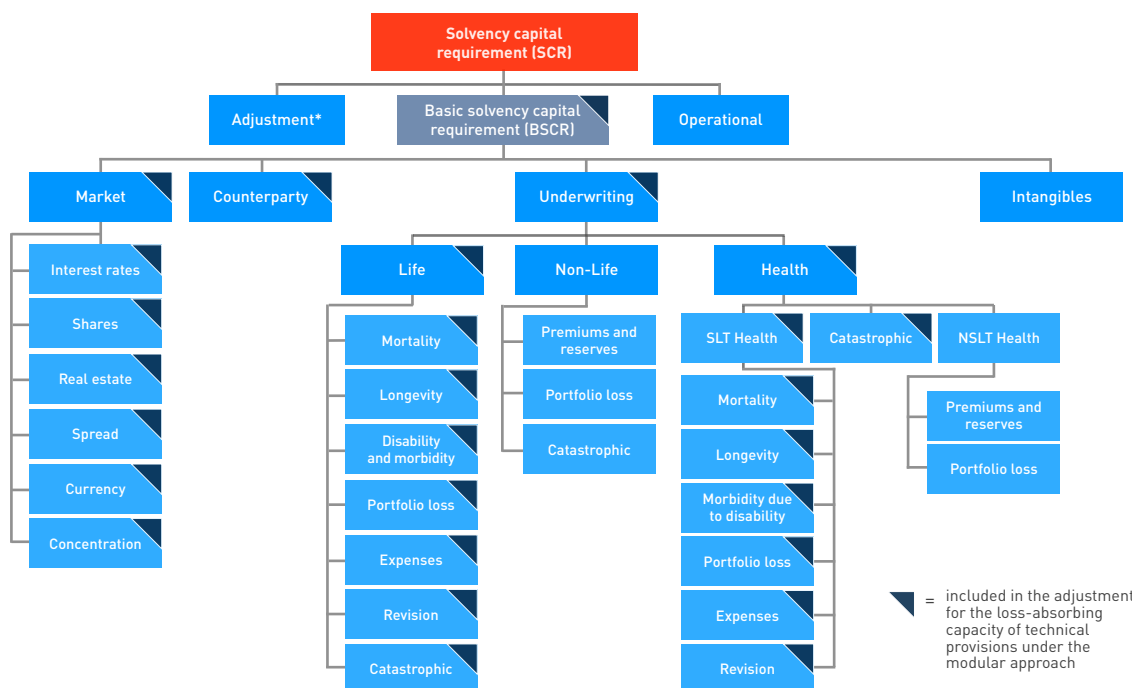 Solvency capital
requirement (SCR)
Adjustment*
Basic solvency capital
requirement (BSCR)
Operational
Market
Counterparty
Underwriting
Intangibles
Interest rates
Shares
Real estate
Spread
Currency
Concentration
Life
Mortality
Longevity
Disability
and morbidity
Portfolio loss
Expenses
Revision
Catastrophic
Non-Life
Premiums and
reserves
Portfolio loss
Catastrophic
Health
SLT Health
Catastrophic
NSLT Health
Mortality
Longevity
Morbidity due
to disability
Portfolio loss
Expenses
Revision
Premiums and
reserves
Portfolio loss
= included in the adjustment
for the loss-absorbing
capacity of technical
provisions under the
modular approach